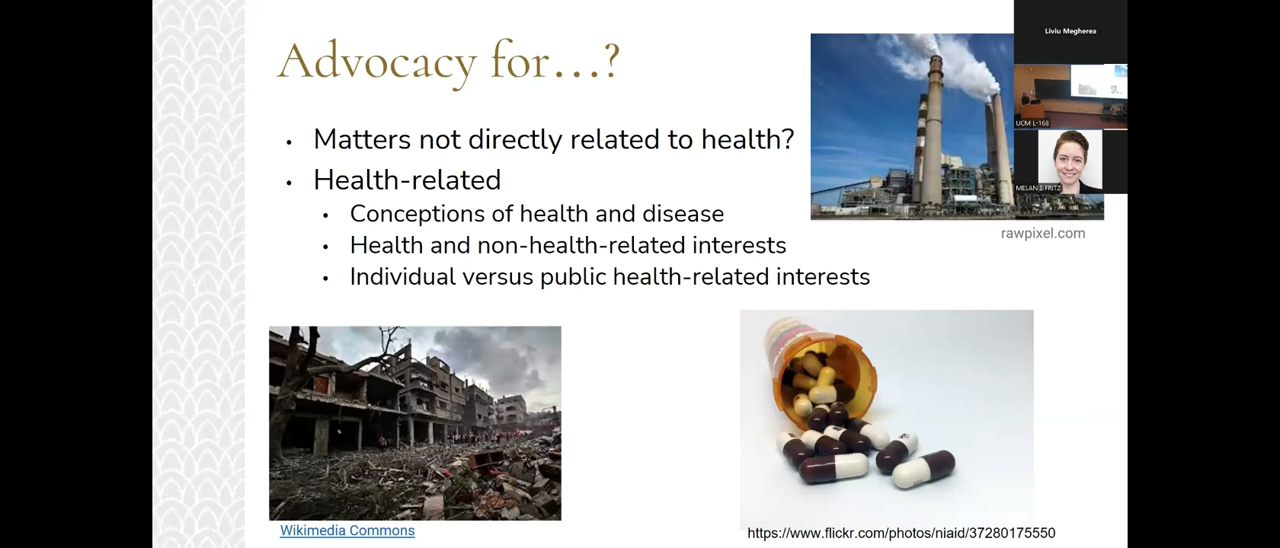 Advocacy for...?
Liviu Megherea
UCM L-168
MELAN B FRITZ
• Matters not directly related to health?
• Health-related
• Conceptions of health and disease
• Health and non-health-related interests
• Individual versus public health-related interests
rawpixel.com
Wikimedia Commons
https://www.flickr.com/photos/niaid/37280175550